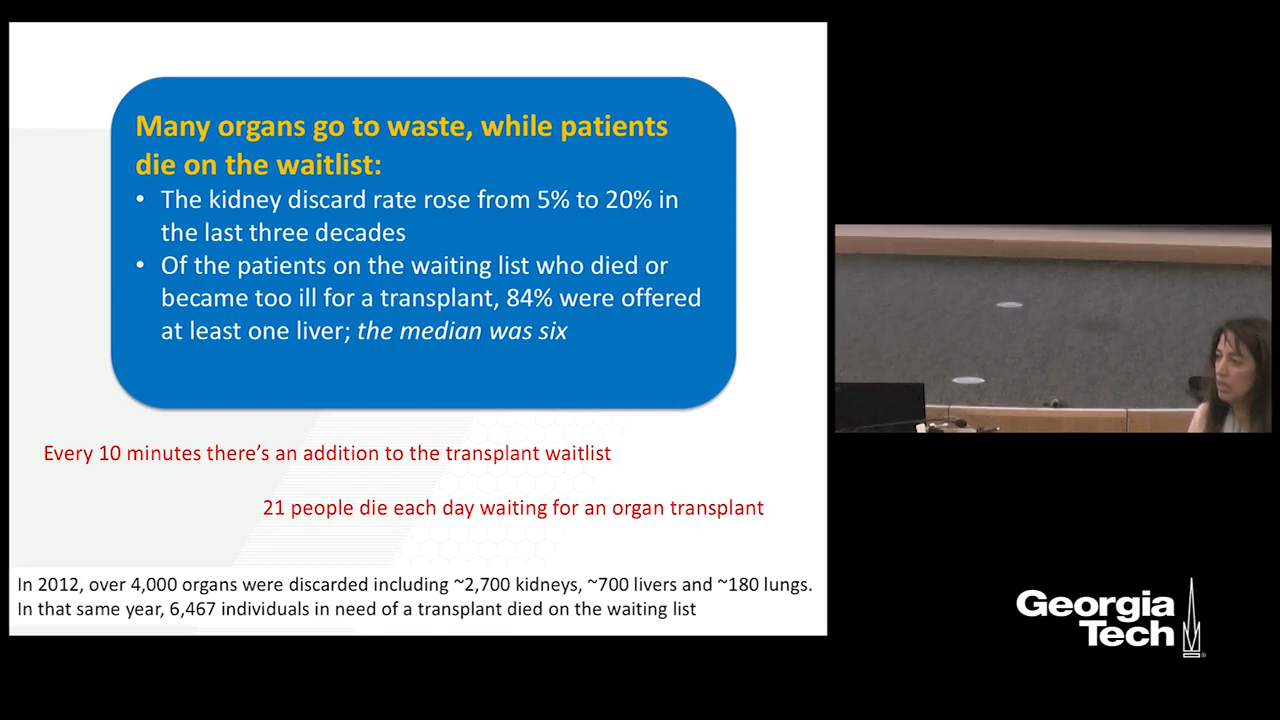 Many organs go to waste, while patients
die on the waitlist:
• The kidney discard rate rose from 5% to 20% in
the last three decades
• Of the patients on the waiting list who died or
became too ill for a transplant, 84% were offered
at least one liver; the median was six
Every 10 minutes there’s an addition to the transplant waitlist
21 people die each day waiting for an organ transplant
In 2012, over 4,000 organs were discarded including ~2,700 kidneys, ~700 livers and ~180 lungs.
In that same year, 6,467 individuals in need of a transplant died on the waiting list
Georgia
Tech